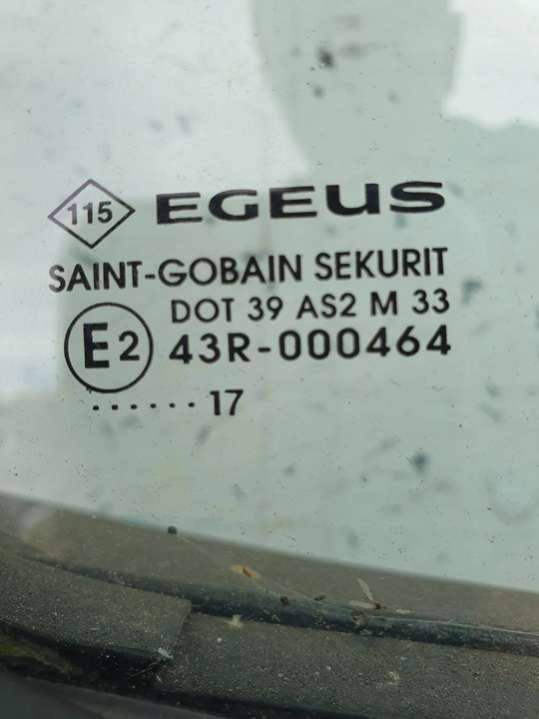 115 EGEUS
SAINT-GOBAIN SEKURIT
DOT 39 AS2 M 33
E2 43R-000464
...... 17